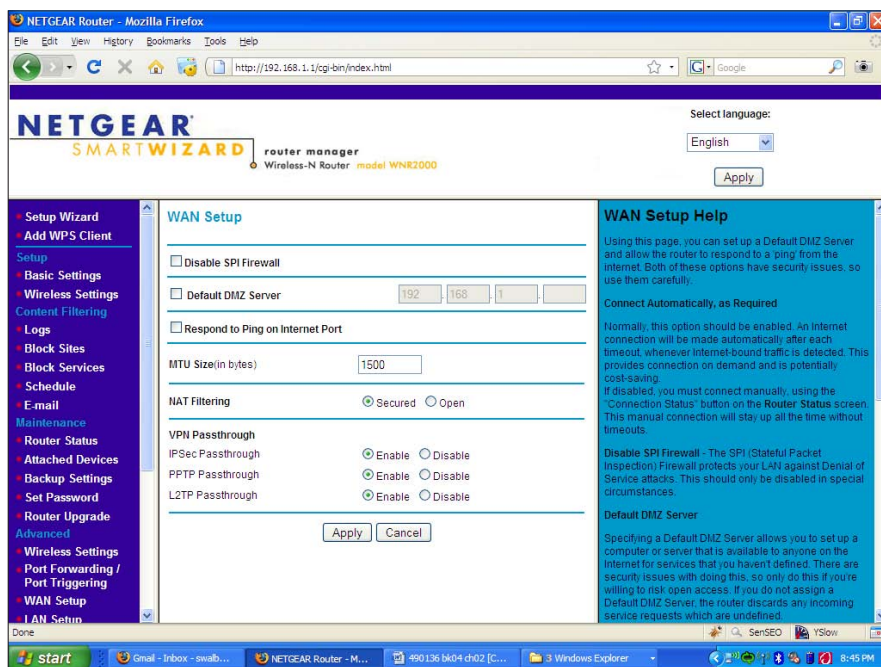 NETGEAR Router - Mozilla Firefox
File Edit View History Bookmarks Tools Help
http://192.168.1.1/cgi-bin/index.html
G Google
NETGEAR
SMARTWIZARD
router manager
Wireless-N Router model WNR2000
Select language:
English
Apply
Setup Wizard
Add WPS Client
Setup
Basic Settings
Wireless Settings
Content Filtering
Logs
Block Sites
Block Services
Schedule
E-mail
Maintenance
Router Status
Attached Devices
Backup Settings
Set Password
Router Upgrade
Advanced
Wireless Settings
Port Forwarding /
Port Triggering
WAN Setup
LAN Setup
WAN Setup
Disable SPI Firewall
Default DMZ Server 192 . 168 . 1 .
Respond to Ping on Internet Port
MTU Size(in bytes) 1500
NAT Filtering Secured Open
VPN Passthrough
IPSec Passthrough Enable Disable
PPTP Passthrough Enable Disable
L2TP Passthrough Enable Disable
Apply Cancel
WAN Setup Help
Using this page, you can set up a Default DMZ Server
and allow the router to respond to a 'ping' from the
internet. Both of these options have security issues, so
use them carefully.
Connect Automatically, as Required
Normally, this option should be enabled. An Internet
connection will be made automatically after each
timeout, whenever Internet-bound traffic is detected. This
provides connection on demand and is potentially
cost-saving.
If disabled, you must connect manually, using the
"Connection Status" button on the Router Status screen.
This manual connection will stay up all the time without
timeouts.
Disable SPI Firewall - The SPI (Stateful Packet
Inspection) Firewall protects your LAN against Denial of
Service attacks. This should only be disabled in special
circumstances.
Default DMZ Server
Specifying a Default DMZ Server allows you to set up a
computer or server that is available to anyone on the
Internet for services that you haven't defined. There are
security issues with doing this, so only do this if you're
willing to risk open access. If you do not assign a
Default DMZ Server, the router discards any incoming
service requests which are undefined.
Done
SenSEO YSlow
start
Gmail - Inbox - swalb...
NETGEAR Router - M...
490136 bk04 ch02 [C...
3 Windows Explorer
8:45 PM